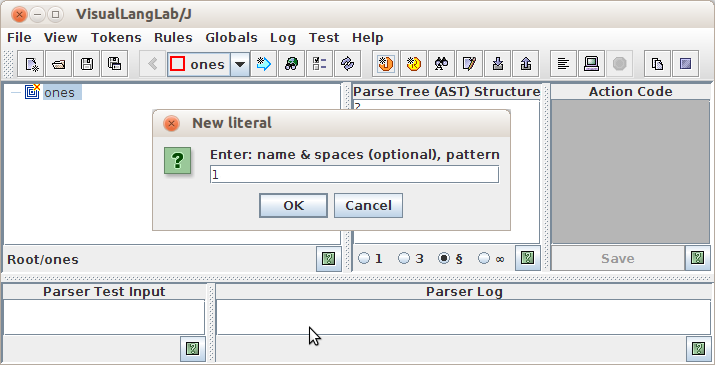 VisualLangLab/J
File View Tokens Rules Globals Log Test Help
ones
ones
Parse Tree (AST) Structure
?
Action Code
New literal
Enter: name & spaces (optional), pattern
1
OK Cancel
Root/ones
1 3 § ∞
Save
Parser Test Input
Parser Log